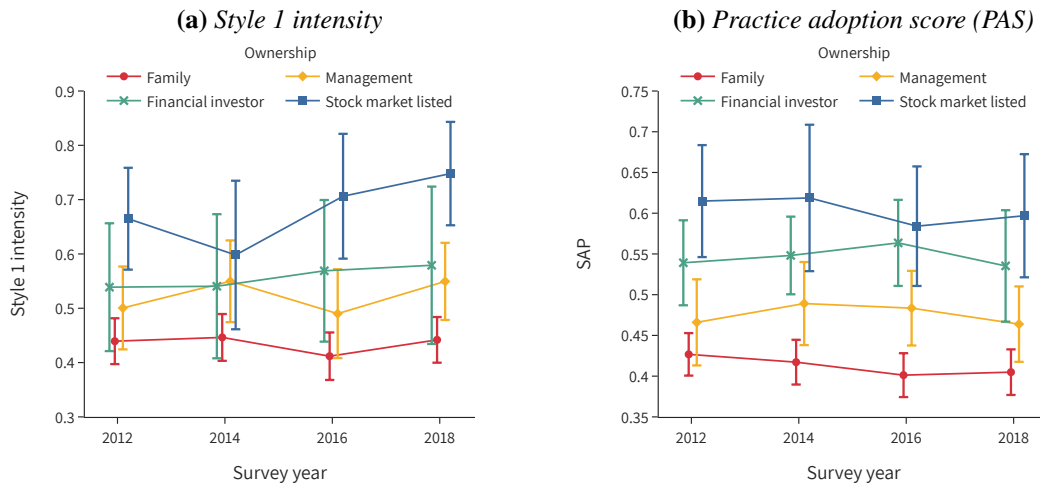 (a) Style 1 intensity
Ownership
Family
Management
Financial investor
Stock market listed
0.9
0.8
0.7
0.6
0.5
0.4
0.3
Style 1 intensity
2012
2014
2016
2018
Survey year
(b) Practice adoption score (PAS)
Ownership
Family
Management
Financial investor
Stock market listed
0.75
0.7
0.65
0.6
0.55
0.5
0.45
0.4
0.35
SAP
2012
2014
2016
2018
Survey year